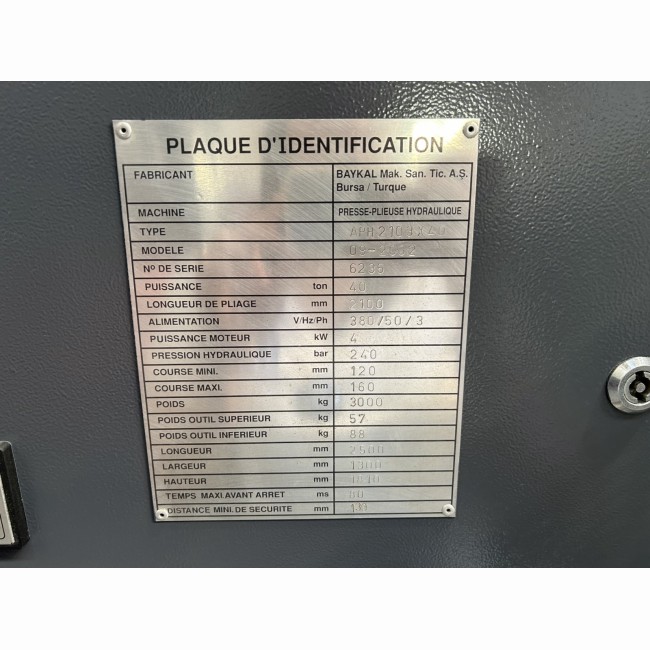 PLAQUE D'IDENTIFICATION
FABRICANT BAYKAL Mak. San. Tic. A.Ş.
Bursa / Turque
MACHINE PRESSE-PLIEUSE HYDRAULIQUE
TYPE
MODELE
Nº DE SERIE 6235
PUISSANCE ton 40
LONGUEUR DE PLIAGE mm 2100
ALIMENTATION V/Hz/Ph 380/50/3
PUISSANCE MOTEUR kW 4
PRESSION HYDRAULIQUE bar 240
COURSE MINI. mm 120
COURSE MAXI. mm 160
POIDS kg 3000
POIDS OUTIL SUPERIEUR kg 57
POIDS OUTIL INFERIEUR kg 88
LONGUEUR mm 2500
LARGEUR mm 1300
HAUTEUR mm
TEMPS MAXI.AVANT ARRET ms
DISTANCE MINI.DE SECURITE mm